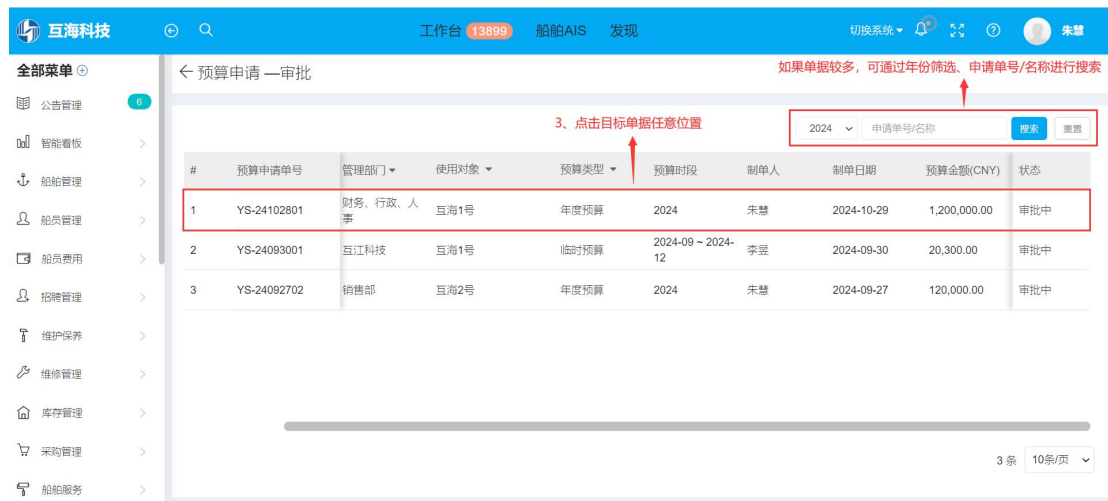 互海科技
工作台 13899 船舶AIS 发现
切换系统
朱慧
全部菜单
预算申请 —审批
如果单据较多，可通过年份筛选、申请单号/名称进行搜索
公告管理 6
智能看板
船舶管理
船员管理
船员费用
招聘管理
维护保养
维修管理
库存管理
采购管理
船舶服务
3、点击目标单据任意位置
2024 申请单号/名称 搜索 重置
# 预算申请单号 管理部门 使用对象 预算类型 预算时段 制单人 制单日期 预算金额(CNY) 状态
1 YS-24102801 财务、行政、人 互海1号 年度预算 2024 朱慧 2024-10-29 1,200,000.00 审批中
事
2 YS-24093001 互江科技 互海1号 临时预算 2024-09 ~ 2024- 李昱 2024-09-30 20,300.00 审批中
12
3 YS-24092702 销售部 互海2号 年度预算 2024 朱慧 2024-09-27 120,000.00 审批中
3 条 10条/页